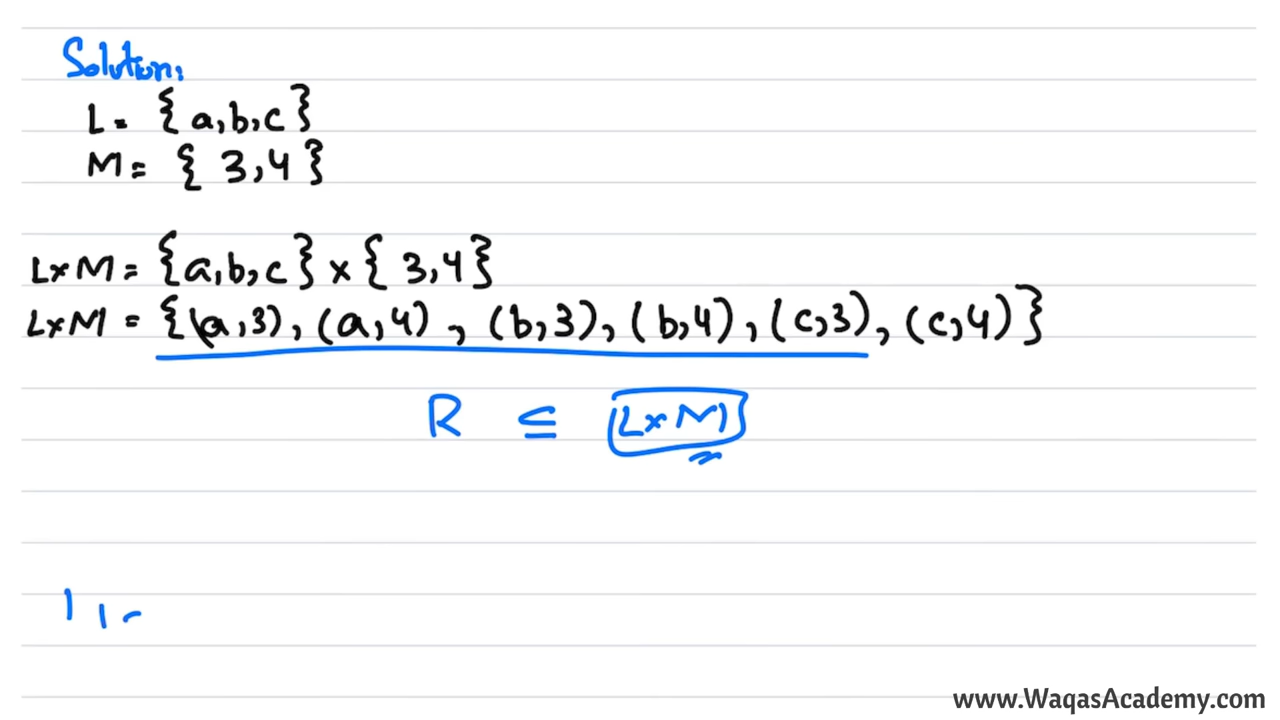 Solution:
L = { a,b,c }
M = { 3,4 }
L×M = {a,b,c} × { 3,4}
L×M = {(a,3), (a,4) , (b,3), (b,4), (c,3), (c,4) }
R ⊆ L×M
www.WaqasAcademy.com